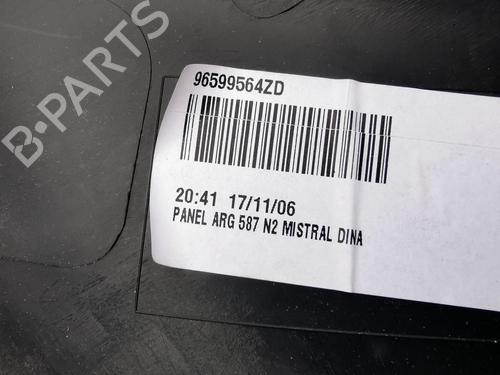 B-Parts
96599564ZD
20:41 17/11/06
PANEL ARG 587 N2 MISTRAL DINA